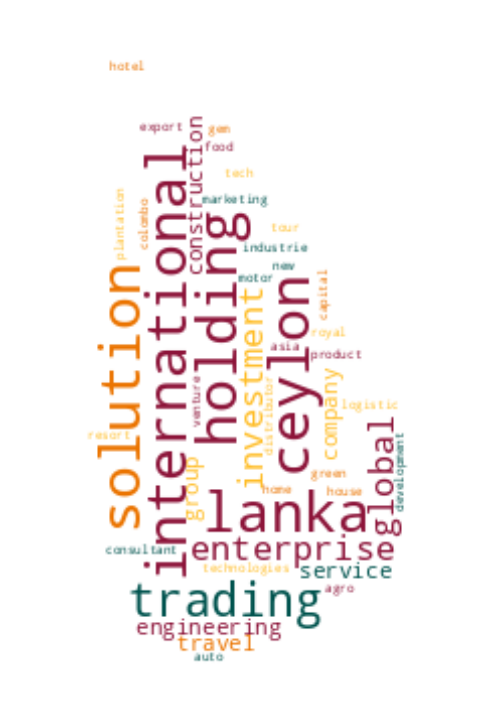 hotel
export
gem
food
construction
international
tech
plantation
colombo
marketing
holding
tour
industrie
new
motor
solution
capital
ceylon
investment
royal
asia
product
venture
distributor
company
logistic
global
resort
development
group
green
home
house
lanka
enterprise
consultant
technologies
service
agro
trading
engineering
travel
auto